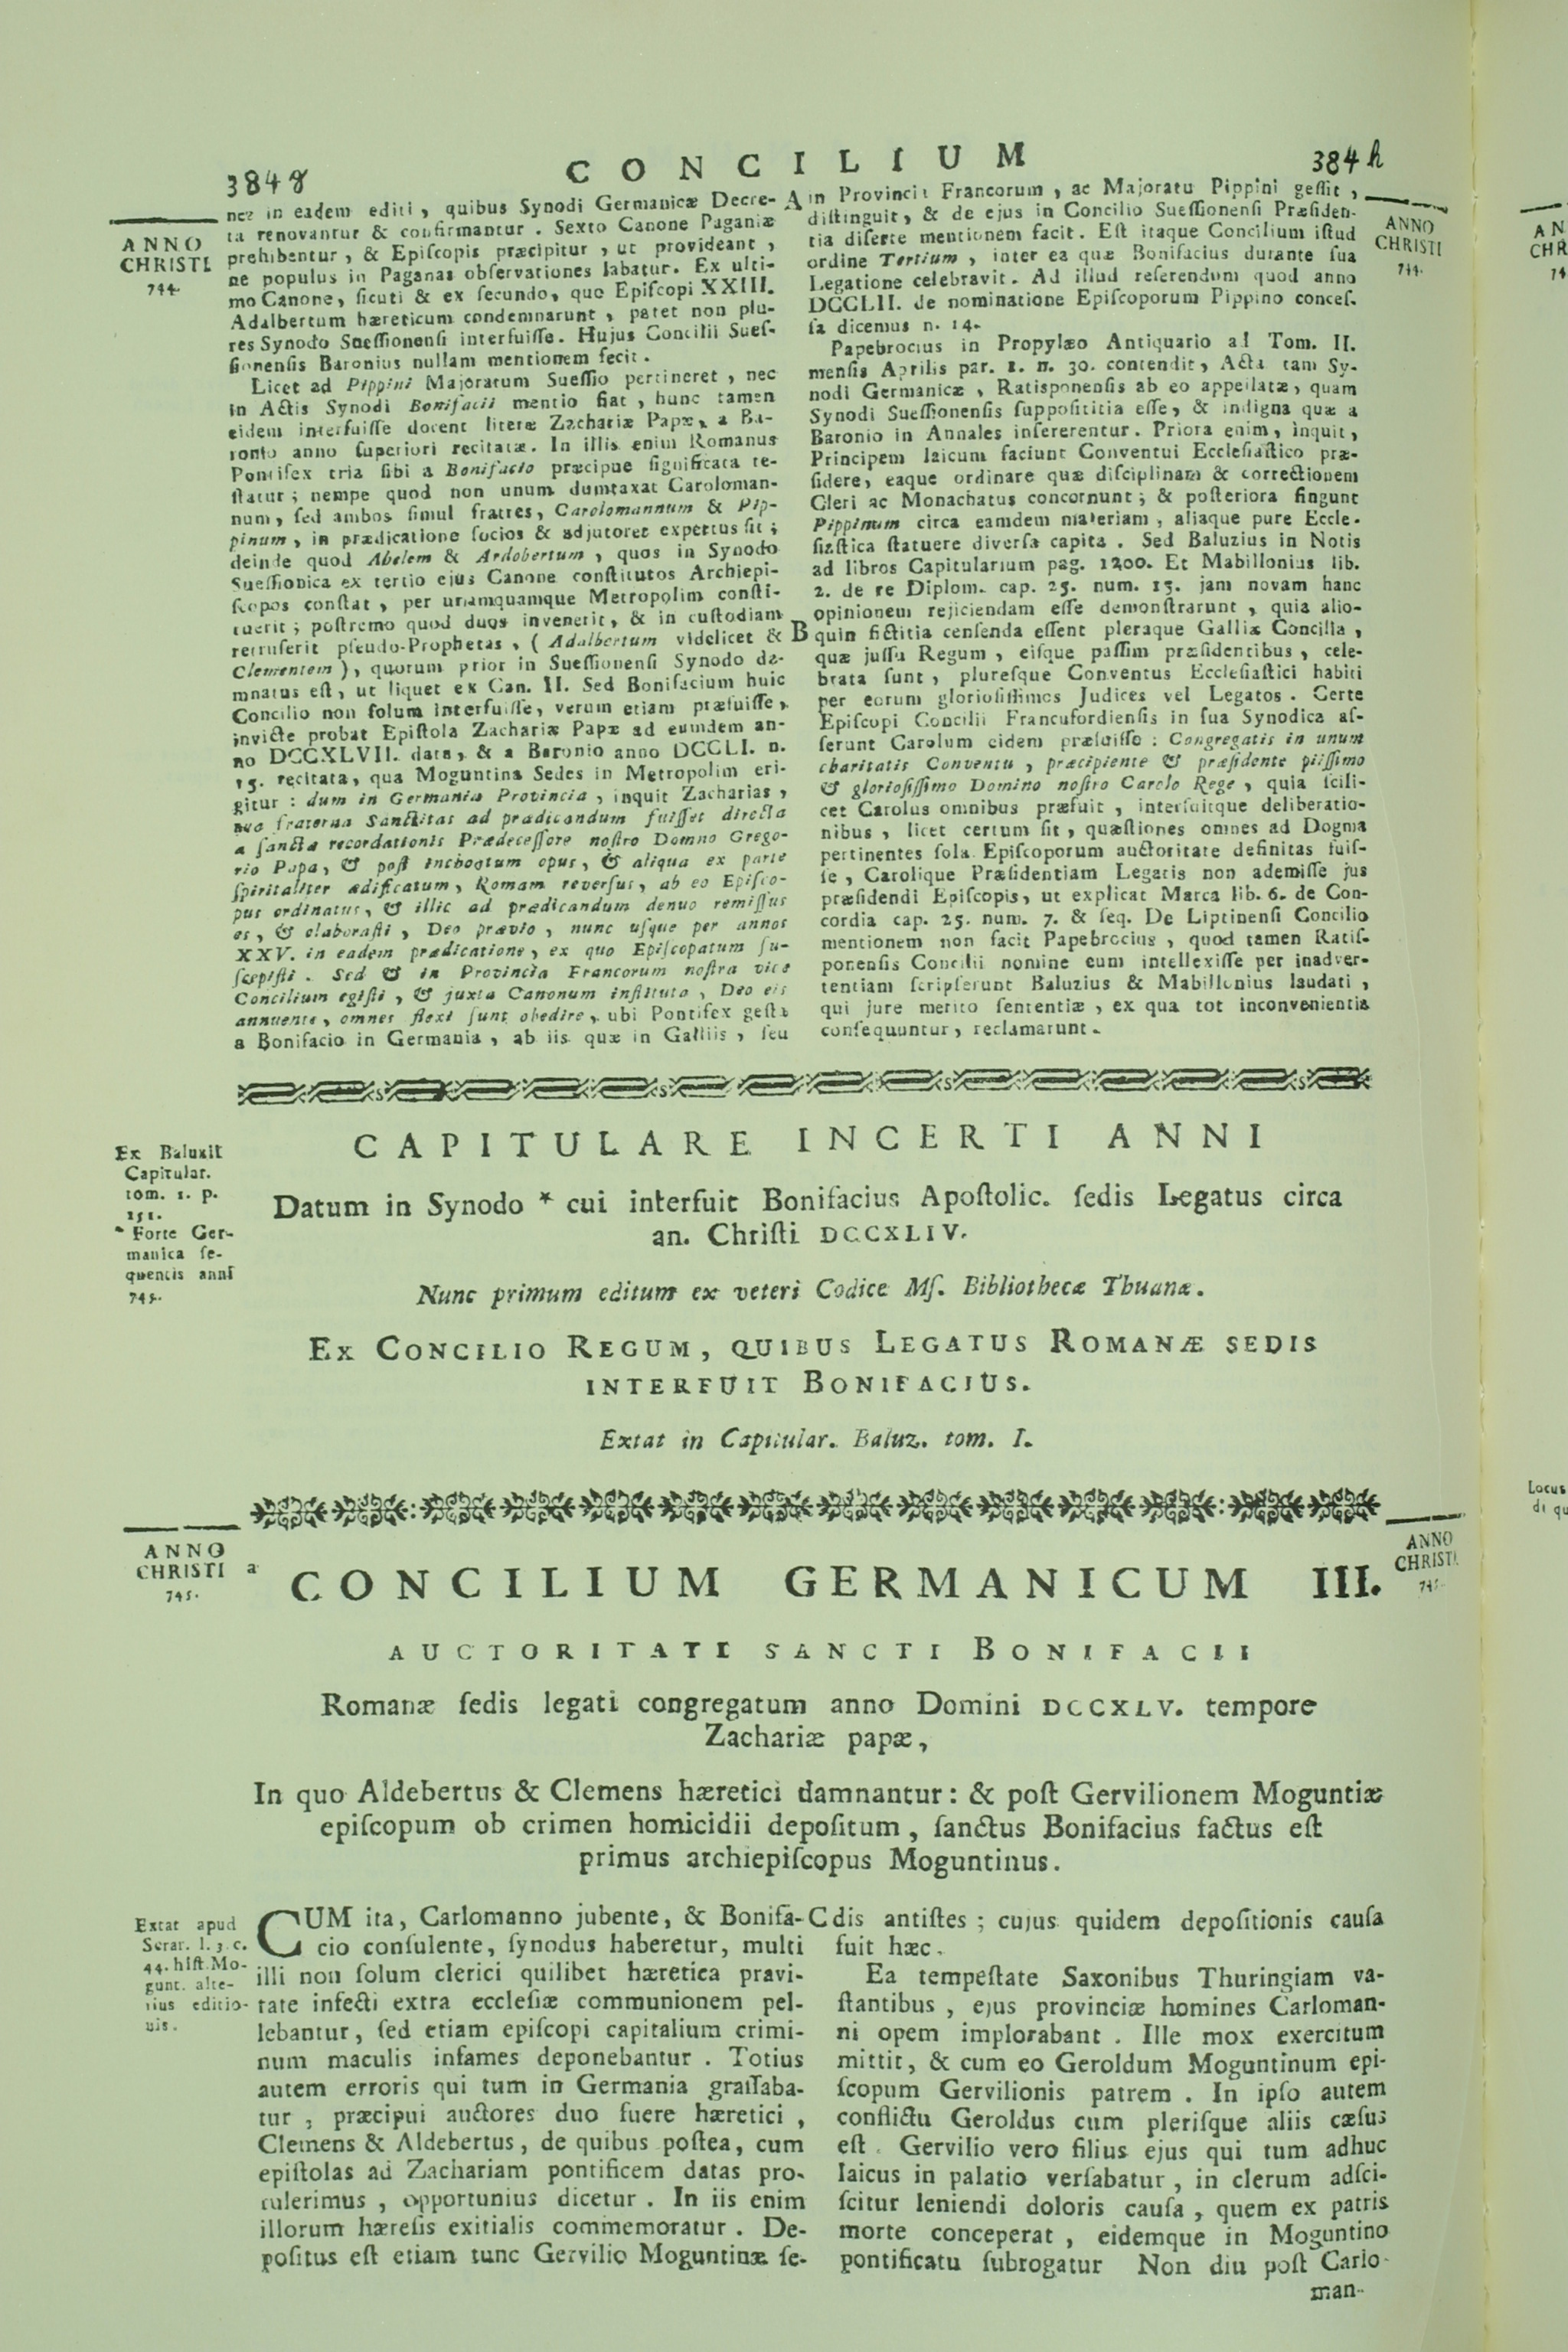 384g
CONCILIUM
384h
ANNO
CHRISTI
744.
nes in eadem editi, quibus Synodi Germanicæ Decre-
ta renovantur & confirmantur. Sexto Canone Paganiæ
prohibentur, & Epiſcopis præcipitur, ut provideant,
ne populus in Paganas obſervationes labatur. Ex ulti-
mo Canone, ſicuti & ex ſecundo, quo Epiſcopi XXIII.
Adalbertum hæreticum condemnarunt, patet non plu-
res Synodo Sueſſionenſi interfuiſſe. Hujus Concilii Sueſ-
ſionenſis Baronius nullam mentionem fecit.
Licet ad Pippini Majoratum Sueſſio pertineret, nec
in Actis Synodi Bonifacii mentio fiat, hunc tamen
eidem interfuiſſe docent literæ Zachariæ Papæ, a Ba-
ronio anno ſuperiori recitatæ. In illis enim Romanus
Pontifex tria ſibi a Bonifacio præcipue ſignificata te-
ſtatur; nempe quod non unum dumtaxat Caroloman-
num, ſed ambos ſimul fratres, Carolomannum & Pip-
pinum, in prædicatione ſocios & adjutores expertus ſit;
deinde quod Abelem & Ardobertum, quos in Synodo
Sueſſionica ex tertio ejus Canone conſtitutos Archiepi-
ſcopos conſtat, per unamquamque Metropolim conſti-
tuerit; poſtremo quod duos invenerit, & in cuſtodiam
retruſerit pſeudo-Prophetas, (Adalbertum videlicet &
Clementem), quorum prior in Sueſſionenſi Synodo da-
mnatus eſt, ut liquet ex Can. II. Sed Bonifacium huic
Concilio non ſolum interfuiſſe, verum etiam præfuiſſe,
invicte probat Epiſtola Zachariæ Papæ ad eumdem an-
no DCCXLVII. data, & a Baronio anno DCCLI. n.
15. recitata, qua Moguntina Sedes in Metropolim eri-
gitur: dum in Germania Provincia, inquit Zacharias,
tua fraterna Sanctitas ad prædicandum fuiſſet directa
a ſanctæ recordationis Prædeceſſore noſtro Domno Grego-
rio Papa, & poſt inchoatum opus, & aliqua ex parte
ſpiritaliter ædificatum, Romam reverſus, ab eo Epiſco-
pus ordinatus, & illic ad prædicandum denuo remiſſus
es, & elaboraſti, Deo prævio, nunc uſque per annos
XXV. in eadem prædicatione, ex quo Epiſcopatum ſu-
ſcepiſti. Sed & in Provincia Francorum noſtra vice
Concilium egiſti, & juxta Canonum inſtituta, Deo eis
annuente, omnes flexi ſunt obedire, ubi Pontifex geſta
a Bonifacio in Germania, ab iis quæ in Galliis, ſeu
A
B
in Provincia Francorum, ac Majoratu Pippini geſſit,
diſtinguit, & de ejus in Concilio Sueſſionenſi Præſiden-
tia diſerte mentionem facit. Eſt itaque Concilium iſtud
ordine Tertium, inter ea quæ Bonifacius durante ſua
Legatione celebravit. Ad illud referendum quod anno
DCCLII. de nominatione Epiſcoporum Pippino conceſ-
ſa dicemus n. 14.
Papebrocius in Propylæo Antiquario ad Tom. II.
menſis Aprilis par. 1. n. 30. contendit, Acta tam Sy-
nodi Germanicæ, Ratisponenſis ab eo appellatæ, quam
Synodi Sueſſionenſis ſuppoſititia eſſe, & indigna quæ a
Baronio in Annales inſererentur. Priora enim, inquit,
Principem laicum faciunt Conventui Eccleſiaſtico præ-
ſidere, eaque ordinare quæ diſciplinam & correctionem
Cleri ac Monachatus concernunt; & poſteriora fingunt
Pippinum circa eamdem materiam, aliaque pure Eccle-
ſiaſtica ſtatuere diverſa capita. Sed Baluzius in Notis
ad libros Capitularium pag. 1200. Et Mabillonius lib.
2. de re Diplom. cap. 25. num. 15. jam novam hanc
opinionem rejiciendam eſſe demonſtrarunt, quia alio-
quin fictitia cenſenda eſſent pleraque Galliæ Concilia,
quæ juſſu Regum, eiſque paſſim præſidentibus, cele-
brata ſunt, pluresque Conventus Eccleſiaſtici habiti
per eorum glorioſiſſimos Judices vel Legatos. Certe
Epiſcopi Concilii Francufordienſis in ſua Synodica aſ-
ſerunt Carolum eidem præfuiſſe: Congregatis in unum
charitatis Conventu, præcipiente & præſidente piiſſimo
& glorioſiſſimo Domino noſtro Carolo Rege, quia ſcili-
cet Carolus omnibus præfuit, interfuitque deliberatio-
nibus, licet certum ſit, quæſtiones omnes ad Dogma
pertinentes ſola Epiſcoporum auctoritate definitas fuiſ-
ſe, Carolique Præſidentiam Legatis non ademiſſe jus
præſidendi Epiſcopis, ut explicat Marca lib. 6. de Con-
cordia cap. 25. num. 7. & ſeq. De Liptinenſi Concilio
mentionem non facit Papebrocius, quod tamen Ratiſ-
ponenſis Concilii nomine eum intellexiſſe per inadver-
tentiam ſcripſerunt Baluzius & Mabillonius laudati,
qui jure merito ſententiæ, ex qua tot inconvenientia
conſequuntur, reclamarunt.
ANNO
CHRISTI
744.
CAPITULARE INCERTI ANNI
Ex Baluzii
Capitular.
tom. 1. p.
151.
* Forte Ger-
manica ſe-
quentis anni
745.
Datum in Synodo * cui interfuit Bonifacius Apoſtolic. ſedis Legatus circa
an. Chriſti DCCXLIV.
Nunc primum editum ex veteri Codice Mſ. Bibliothecæ Thuanæ.
EX CONCILIO REGUM, QUIBUS LEGATUS ROMANÆ SEDIS
INTERFUIT BONIFACIUS.
Extat in Capitular. Baluz. tom. I.
ANNO
CHRISTI
745.
a CONCILIUM GERMANICUM III.
ANNO
CHRISTI
745.
AUCTORITATE SANCTI BONIFACII
Romanæ ſedis legati congregatum anno Domini DCCXLV. tempore
Zachariæ papæ,
In quo Aldebertus & Clemens hæretici damnantur: & poſt Gervilionem Moguntiæ
epiſcopum ob crimen homicidii depoſitum, ſanctus Bonifacius factus eſt
primus archiepiſcopus Moguntinus.
Extat apud
Serar. l. 3. c.
44. hiſt. Mo-
gunt. alte-
rius editio-
nis.
CUM ita, Carlomanno jubente, & Bonifa-
cio conſulente, ſynodus haberetur, multi
illi non ſolum clerici quilibet hæretica pravi-
tate infecti extra eccleſiæ communionem pel-
lebantur, ſed etiam epiſcopi capitalium crimi-
num maculis infames deponebantur. Totius
autem erroris qui tum in Germania graſſaba-
tur, præcipui auctores duo fuere hæretici,
Clemens & Aldebertus, de quibus poſtea, cum
epiſtolas ad Zachariam pontificem datas pro-
tulerimus, opportunius dicetur. In iis enim
illorum hæreſis exitialis commemoratur. De-
poſitus eſt etiam tunc Gervilio Moguntinæ ſe-
C
dis antiſtes; cujus quidem depoſitionis cauſa
fuit hæc.
Ea tempeſtate Saxonibus Thuringiam va-
ſtantibus, ejus provinciæ homines Carloman-
ni opem implorabant. Ille mox exercitum
mittit, & cum eo Geroldum Moguntinum epi-
ſcopum Gervilionis patrem. In ipſo autem
conflictu Geroldus cum pleriſque aliis cæſus
eſt. Gervilio vero filius ejus qui tum adhuc
laicus in palatio verſabatur, in clerum adſci-
ſcitur leniendi doloris cauſa, quem ex patris
morte conceperat, eidemque in Moguntino
pontificatu ſubrogatur Non diu poſt Carlo-
man-
Locus
di qu